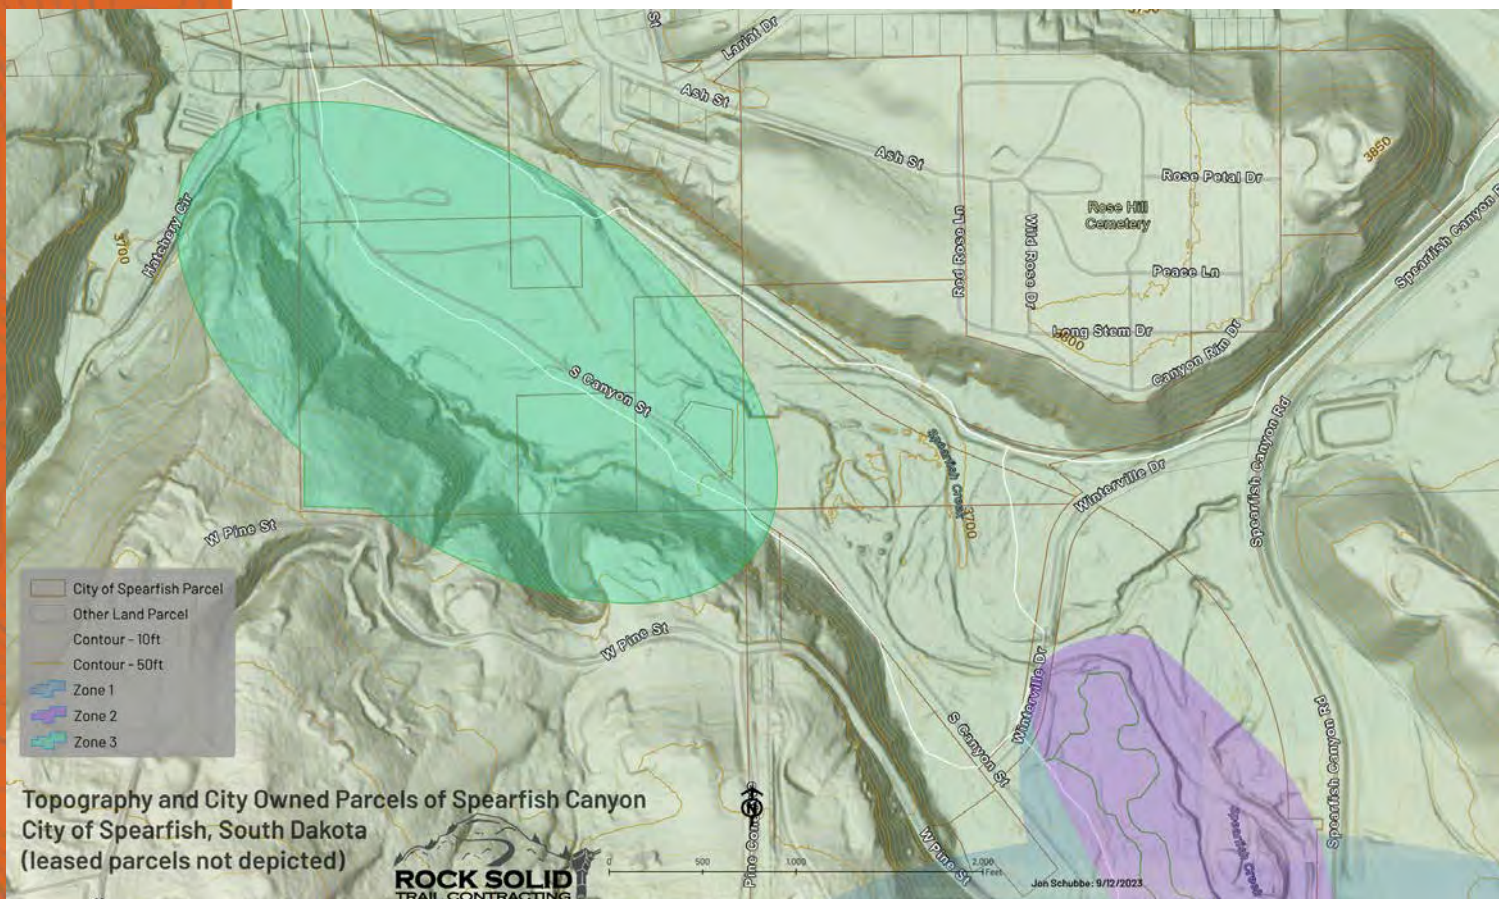 3750
St
Lariat Dr
Ash St
Ash St
3850
Rose Petal Dr
Rose Hill
Cemetery
Red Rose Ln
Wild Rose Dr
Peace Ln
Long Stem Dr
3800
Canyon Rim Dr
Spearfish Canyon R
Hatchery Cir
3700
S Canyon St
Spearfish Creek
3700
Winterville Dr
Spearfish Canyon Rd
W Pine St
W Pine St
Winterville Dr
S Canyon St
Spearfish Canyon Rd
Spearfish Creek
W Pine St
City of Spearfish Parcel
Other Land Parcel
Contour - 10ft
Contour - 50ft
Zone 1
Zone 2
Zone 3
Topography and City Owned Parcels of Spearfish Canyon
City of Spearfish, South Dakota
(leased parcels not depicted)
ROCK SOLID
TRAIL CONTRACTING
N
0 500 1,000 2,000
Feet
Jon Schubbe: 9/12/2023